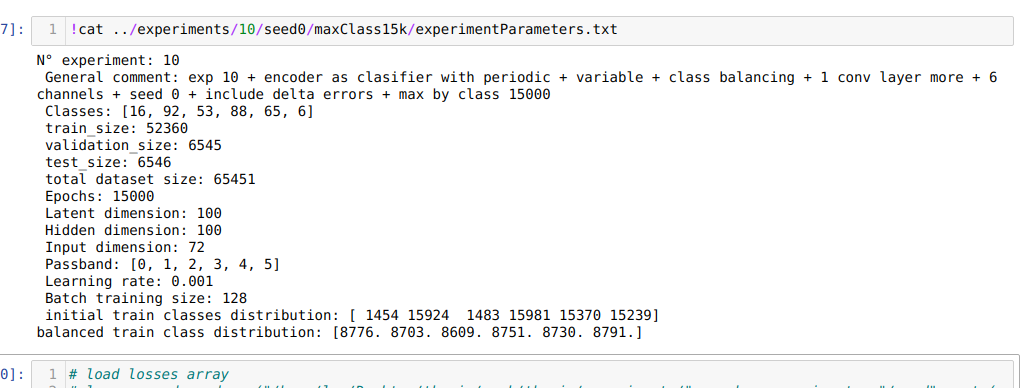 7]: 1 !cat ../experiments/10/seed0/maxClass15k/experimentParameters.txt
N° experiment: 10
General comment: exp 10 + encoder as clasifier with periodic + variable + class balancing + 1 conv layer more + 6
channels + seed 0 + include delta errors + max by class 15000
Classes: [16, 92, 53, 88, 65, 6]
train_size: 52360
validation_size: 6545
test_size: 6546
total dataset size: 65451
Epochs: 15000
Latent dimension: 100
Hidden dimension: 100
Input dimension: 72
Passband: [0, 1, 2, 3, 4, 5]
Learning rate: 0.001
Batch training size: 128
initial train classes distribution: [ 1454 15924  1483 15981 15370 15239]
balanced train class distribution: [8776. 8703. 8609. 8751. 8730. 8791.]
0]: 1 # load losses array